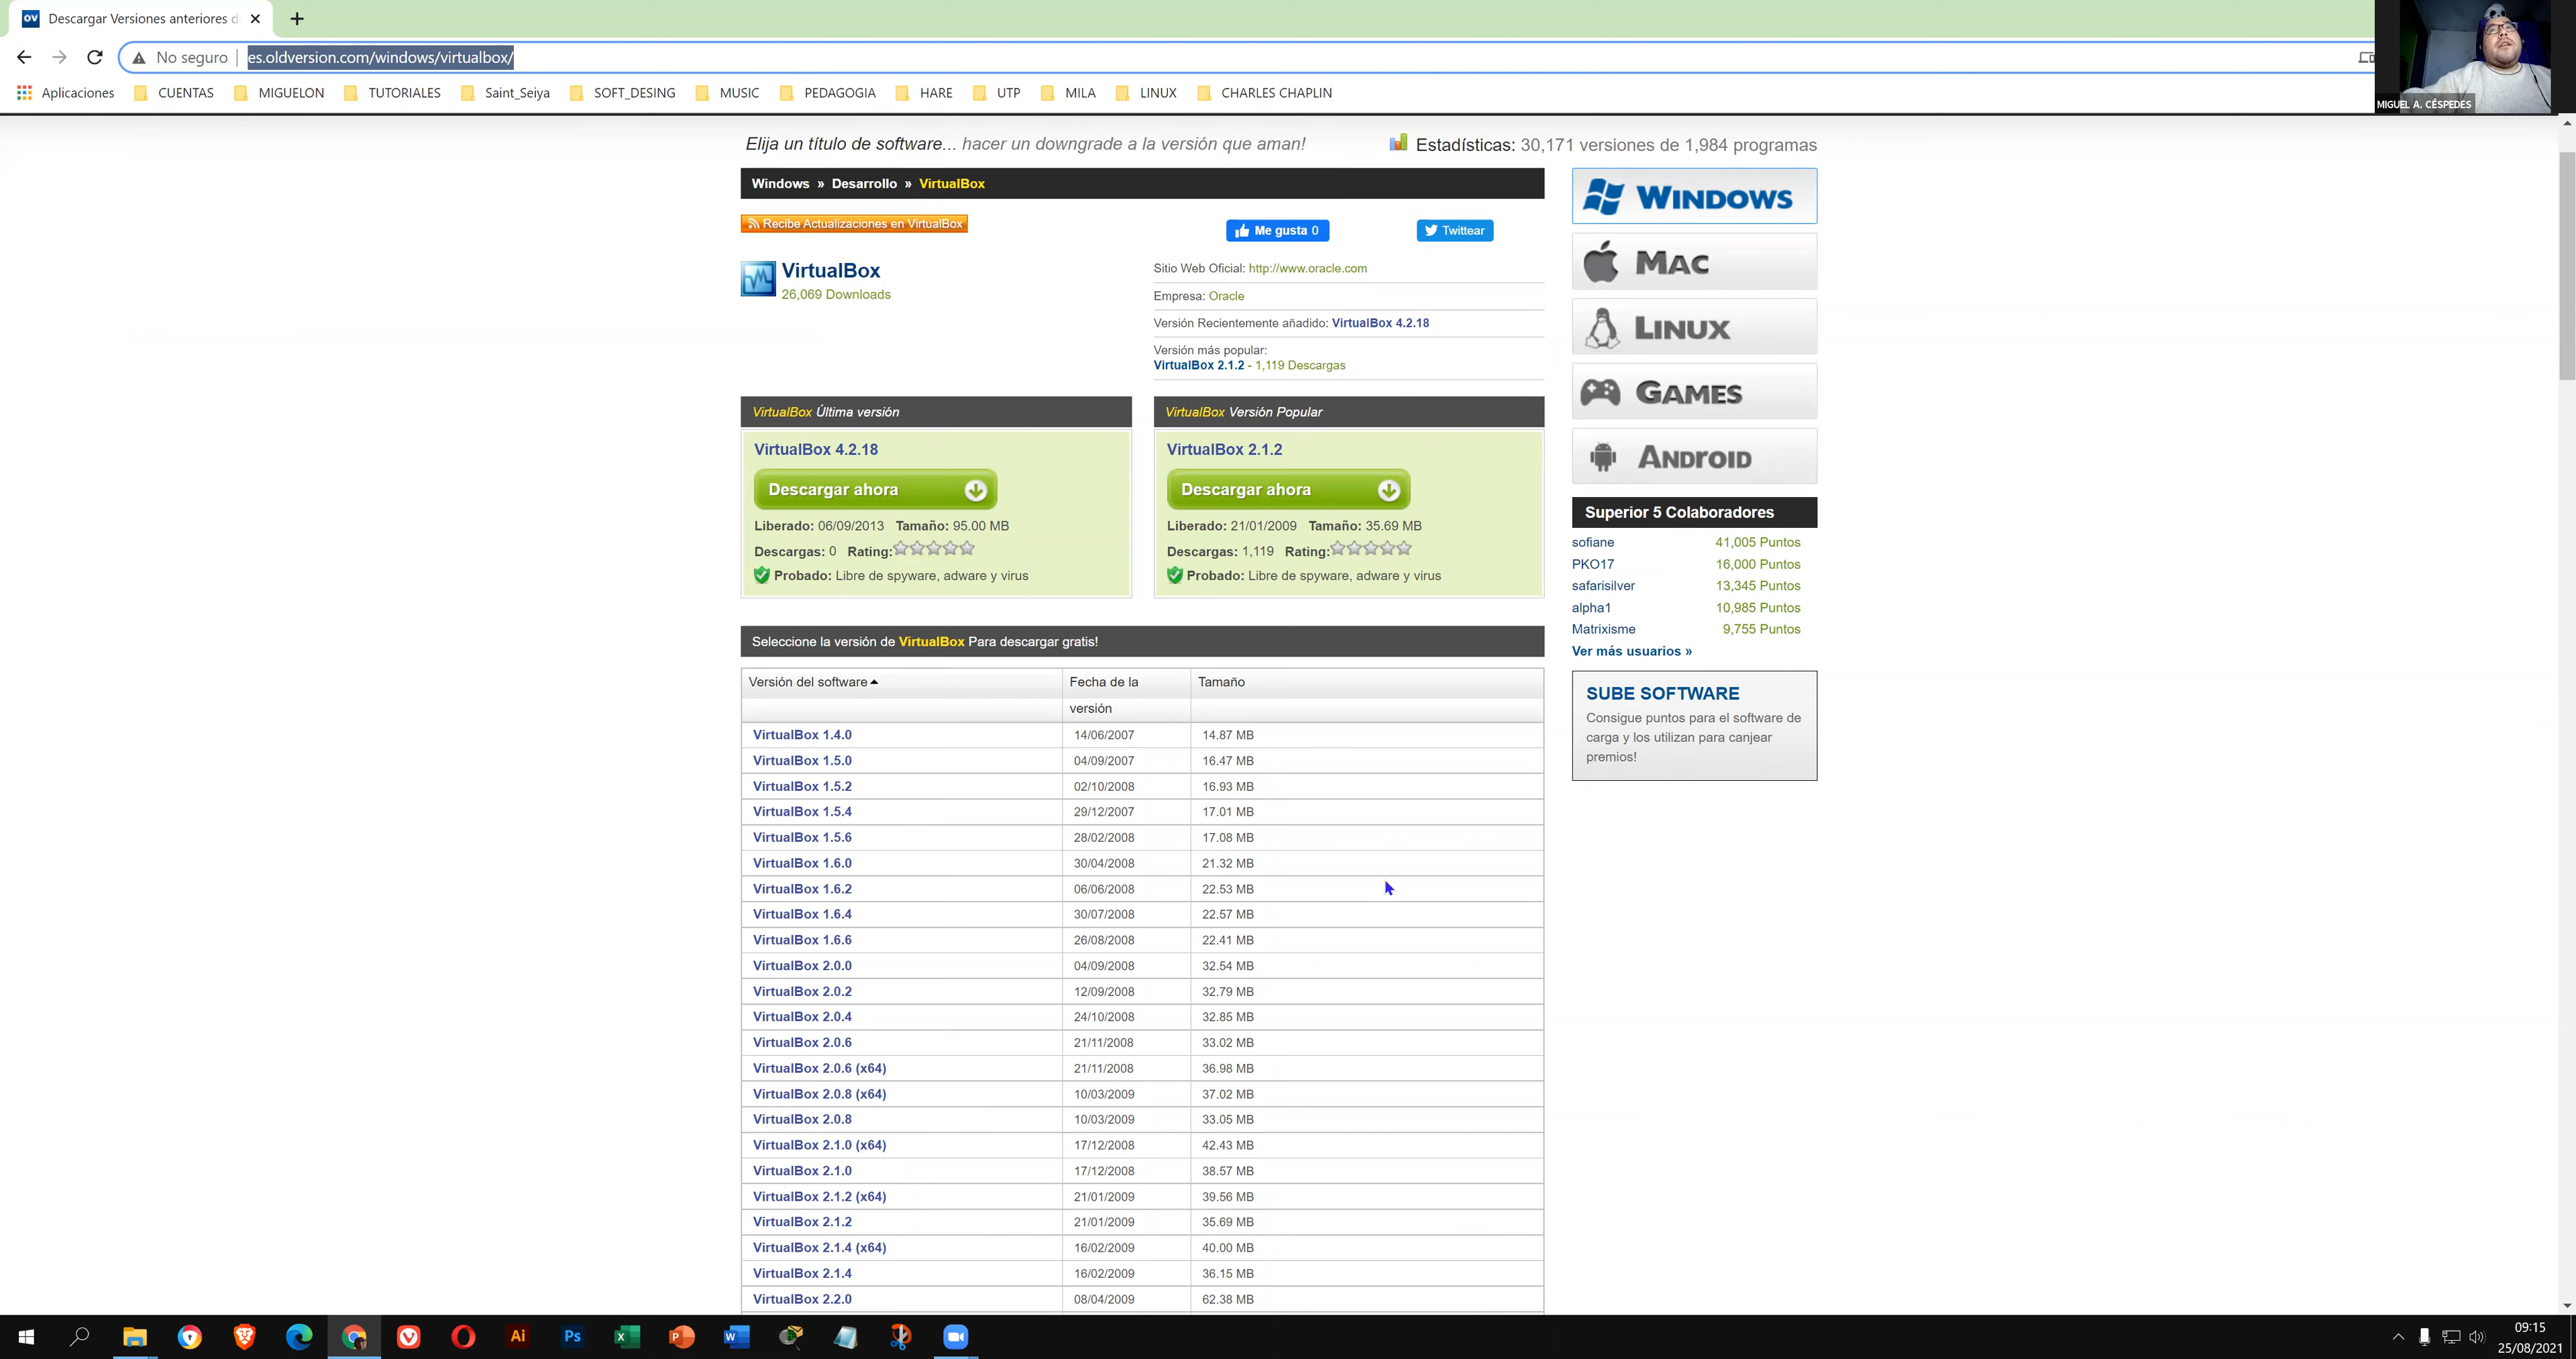 OV Descargar Versiones anteriores d
No seguro es.oldversion.com/windows/virtualbox/
Aplicaciones CUENTAS MIGUELON TUTORIALES Saint_Seiya SOFT_DESING MUSIC PEDAGOGIA HARE UTP MILA LINUX CHARLES CHAPLIN
MIGUEL A. CÉSPEDES
Elija un título de software... hacer un downgrade a la versión que aman!
Estadísticas: 30,171 versiones de 1,984 programas
Windows » Desarrollo » VirtualBox
Recibe Actualizaciones en VirtualBox
Me gusta 0
Twittear
VirtualBox
26,069 Downloads
Sitio Web Oficial: http://www.oracle.com
Empresa: Oracle
Versión Recientemente añadido: VirtualBox 4.2.18
Versión más popular:
VirtualBox 2.1.2 - 1,119 Descargas
VirtualBox Última versión
VirtualBox 4.2.18
Descargar ahora
Liberado: 06/09/2013 Tamaño: 95.00 MB
Descargas: 0 Rating:
Probado: Libre de spyware, adware y virus
VirtualBox Versión Popular
VirtualBox 2.1.2
Descargar ahora
Liberado: 21/01/2009 Tamaño: 35.69 MB
Descargas: 1,119 Rating:
Probado: Libre de spyware, adware y virus
Seleccione la versión de VirtualBox Para descargar gratis!
Versión del software Fecha de la versión Tamaño
VirtualBox 1.4.0 14/06/2007 14.87 MB
VirtualBox 1.5.0 04/09/2007 16.47 MB
VirtualBox 1.5.2 02/10/2008 16.93 MB
VirtualBox 1.5.4 29/12/2007 17.01 MB
VirtualBox 1.5.6 28/02/2008 17.08 MB
VirtualBox 1.6.0 30/04/2008 21.32 MB
VirtualBox 1.6.2 06/06/2008 22.53 MB
VirtualBox 1.6.4 30/07/2008 22.57 MB
VirtualBox 1.6.6 26/08/2008 22.41 MB
VirtualBox 2.0.0 04/09/2008 32.54 MB
VirtualBox 2.0.2 12/09/2008 32.79 MB
VirtualBox 2.0.4 24/10/2008 32.85 MB
VirtualBox 2.0.6 21/11/2008 33.02 MB
VirtualBox 2.0.6 (x64) 21/11/2008 36.98 MB
VirtualBox 2.0.8 (x64) 10/03/2009 37.02 MB
VirtualBox 2.0.8 10/03/2009 33.05 MB
VirtualBox 2.1.0 (x64) 17/12/2008 42.43 MB
VirtualBox 2.1.0 17/12/2008 38.57 MB
VirtualBox 2.1.2 (x64) 21/01/2009 39.56 MB
VirtualBox 2.1.2 21/01/2009 35.69 MB
VirtualBox 2.1.4 (x64) 16/02/2009 40.00 MB
VirtualBox 2.1.4 16/02/2009 36.15 MB
VirtualBox 2.2.0 08/04/2009 62.38 MB
WINDOWS
MAC
LINUX
GAMES
ANDROID
Superior 5 Colaboradores
sofiane 41,005 Puntos
PKO17 16,000 Puntos
safarisilver 13,345 Puntos
alpha1 10,985 Puntos
Matrixisme 9,755 Puntos
Ver más usuarios »
SUBE SOFTWARE
Consigue puntos para el software de
carga y los utilizan para canjear
premios!
Ai Ps
09:15
25/08/2021